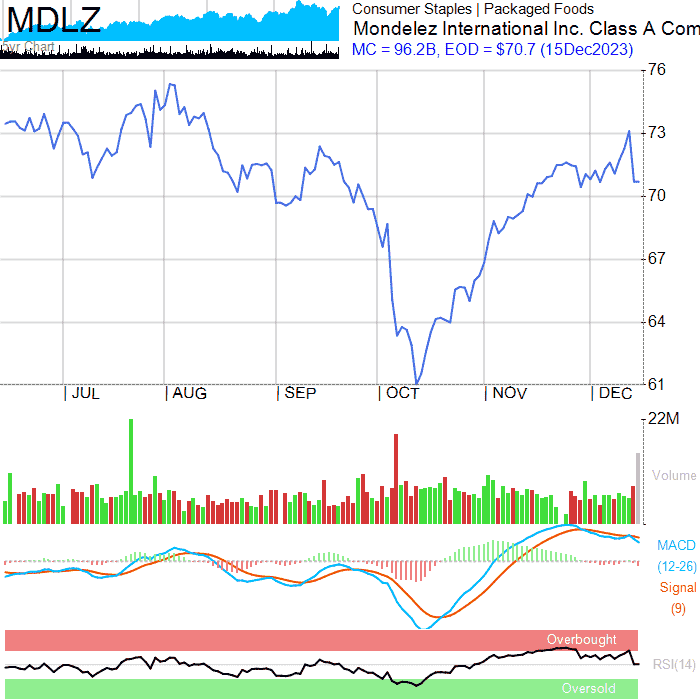 MDLZ
Consumer Staples | Packaged Foods
Mondelez International Inc. Class A Com
MC = 96.2B, EOD = $70.7 (15Dec2023)
76
73
70
67
64
61
JUL AUG SEP OCT NOV DEC
22M
Volume
MACD
(12-26)
Signal
(9)
Overbought
RSI(14)
Oversold